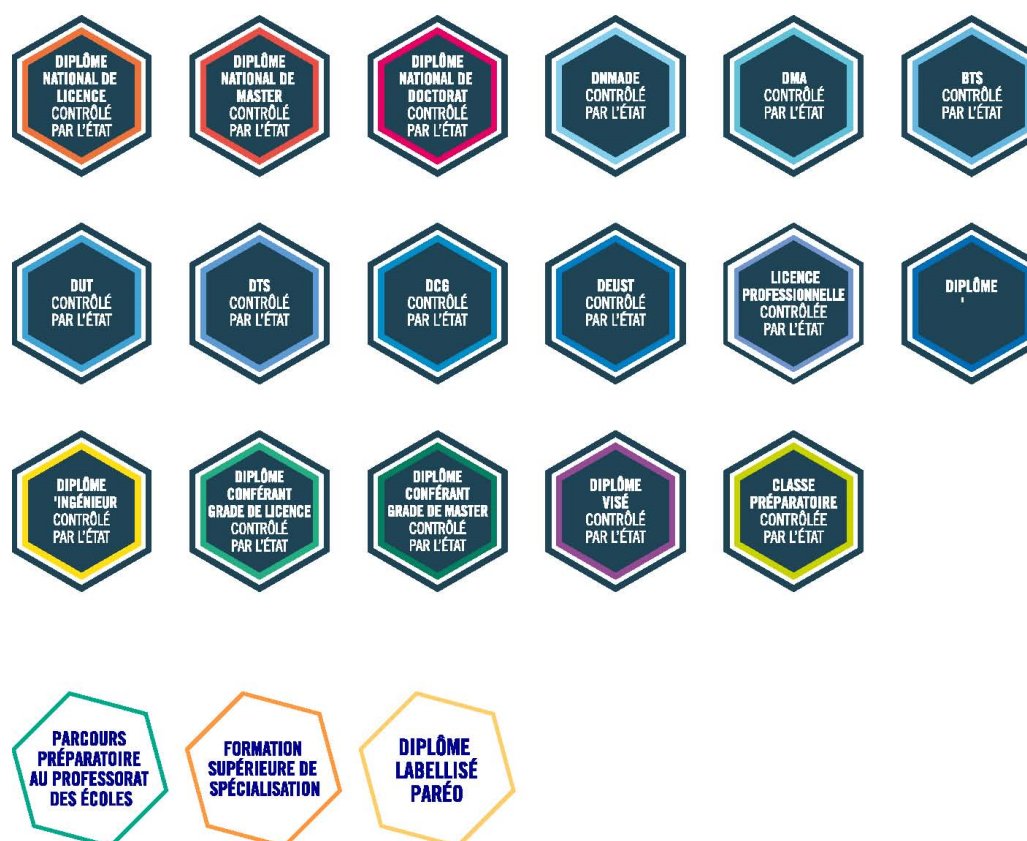 DIPLÔME
NATIONAL DE
LICENCE
CONTRÔLÉ
PAR L'ÉTAT
DIPLÔME
NATIONAL DE
MASTER
CONTRÔLÉ
PAR L'ÉTAT
DIPLÔME
NATIONAL DE
DOCTORAT
CONTRÔLÉ
PAR L'ÉTAT
DNMADE
CONTRÔLÉ
PAR L'ÉTAT
DMA
CONTRÔLÉ
PAR L'ÉTAT
BTS
CONTRÔLÉ
PAR L'ÉTAT
DUT
CONTRÔLÉ
PAR L'ÉTAT
DTS
CONTRÔLÉ
PAR L'ÉTAT
DCG
CONTRÔLÉ
PAR L'ÉTAT
DEUST
CONTRÔLÉ
PAR L'ÉTAT
LICENCE
PROFESSIONNELLE
CONTRÔLÉE
PAR L'ÉTAT
DIPLÔME
'
DIPLÔME
'INGÉNIEUR
CONTRÔLÉ
PAR L'ÉTAT
DIPLÔME
CONFÉRANT
GRADE DE LICENCE
CONTRÔLÉ
PAR L'ÉTAT
DIPLÔME
CONFÉRANT
GRADE DE MASTER
CONTRÔLÉ
PAR L'ÉTAT
DIPLÔME
VISÉ
CONTRÔLÉ
PAR L'ÉTAT
CLASSE
PRÉPARATOIRE
CONTRÔLÉE
PAR L'ÉTAT
PARCOURS
PRÉPARATOIRE
AU PROFESSORAT
DES ÉCOLES
FORMATION
SUPÉRIEURE DE
SPÉCIALISATION
DIPLÔME
LABELLISÉ
PARÉO